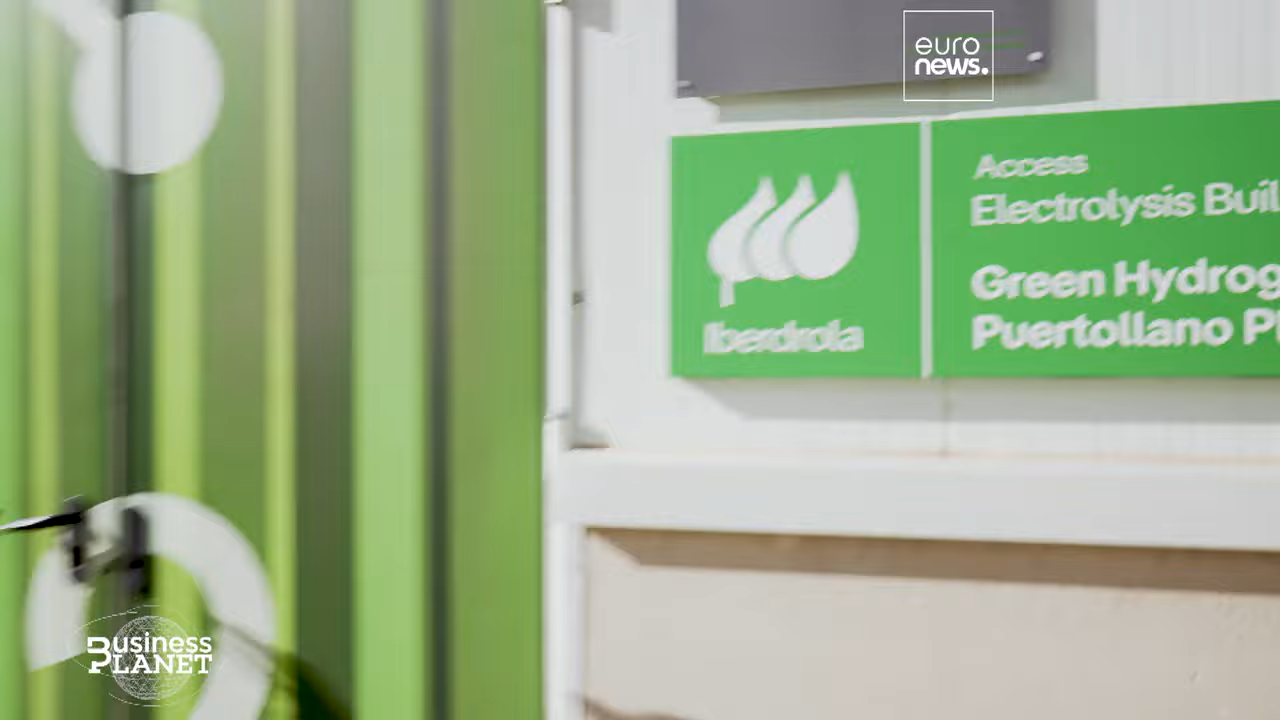 euro
news.
Access
Electrolysis Buil
Green Hydrog
Puertollano Pl
Iberdrola
Business
PLANET